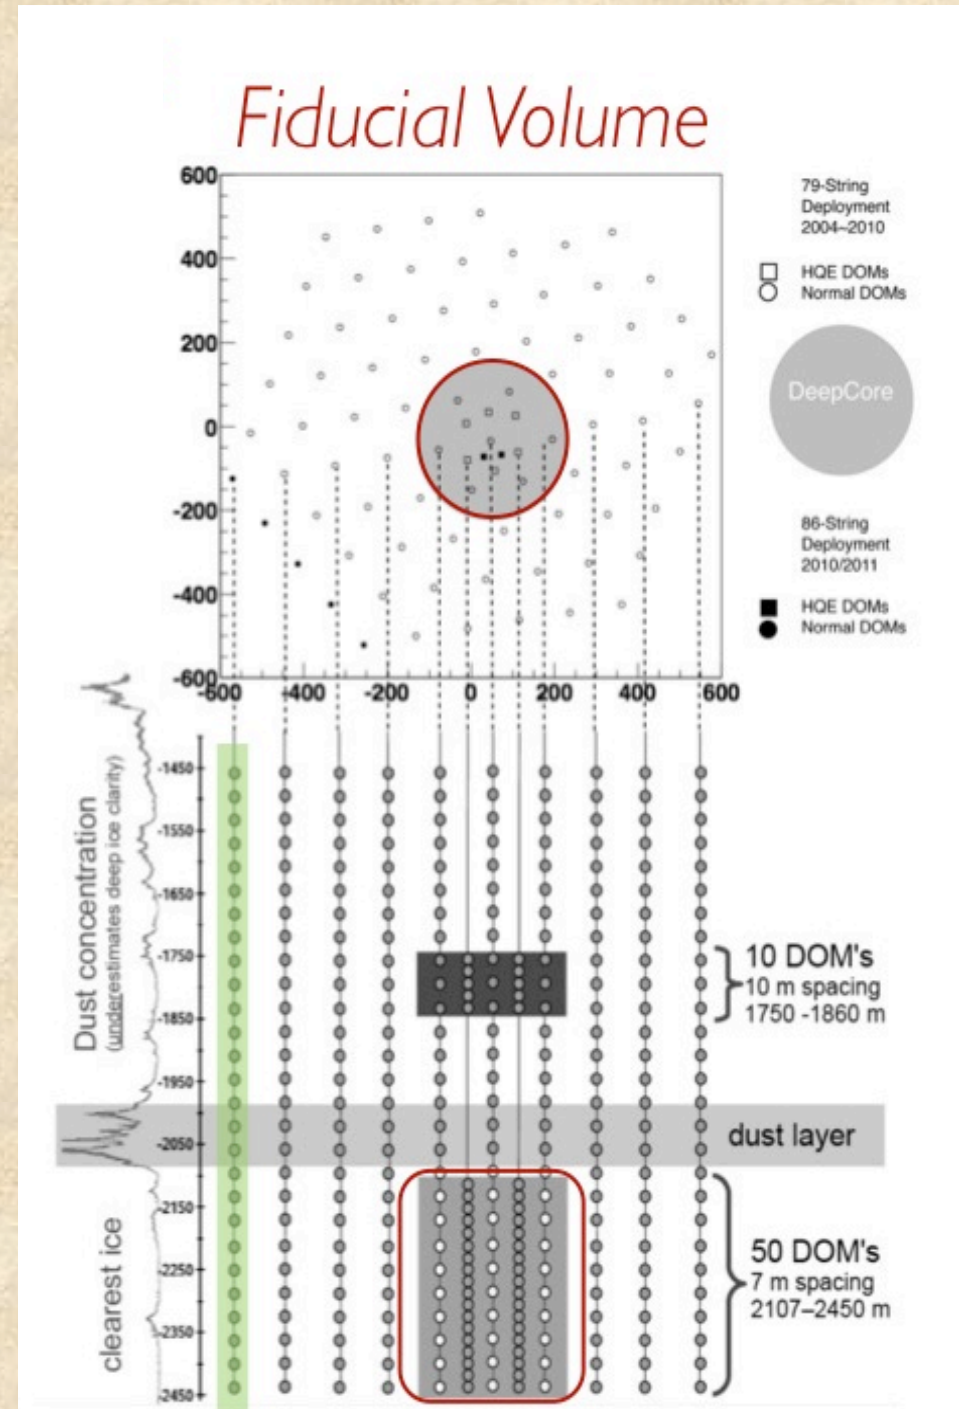 Fiducial Volume
600
400
200
0
-200
-400
-600
-600
-400
-200
0
200
400
600
79-String
Deployment
2004–2010
HQE DOMs
Normal DOMs
DeepCore
86-String
Deployment
2010/2011
HQE DOMs
Normal DOMs
Dust concentration
(underestimates deep ice clarity)
clearest ice
-1450
-1550
-1650
-1750
-1850
-1950
-2050
-2150
-2250
-2350
-2450
10 DOM's
10 m spacing
1750 -1860 m
dust layer
50 DOM's
7 m spacing
2107–2450 m